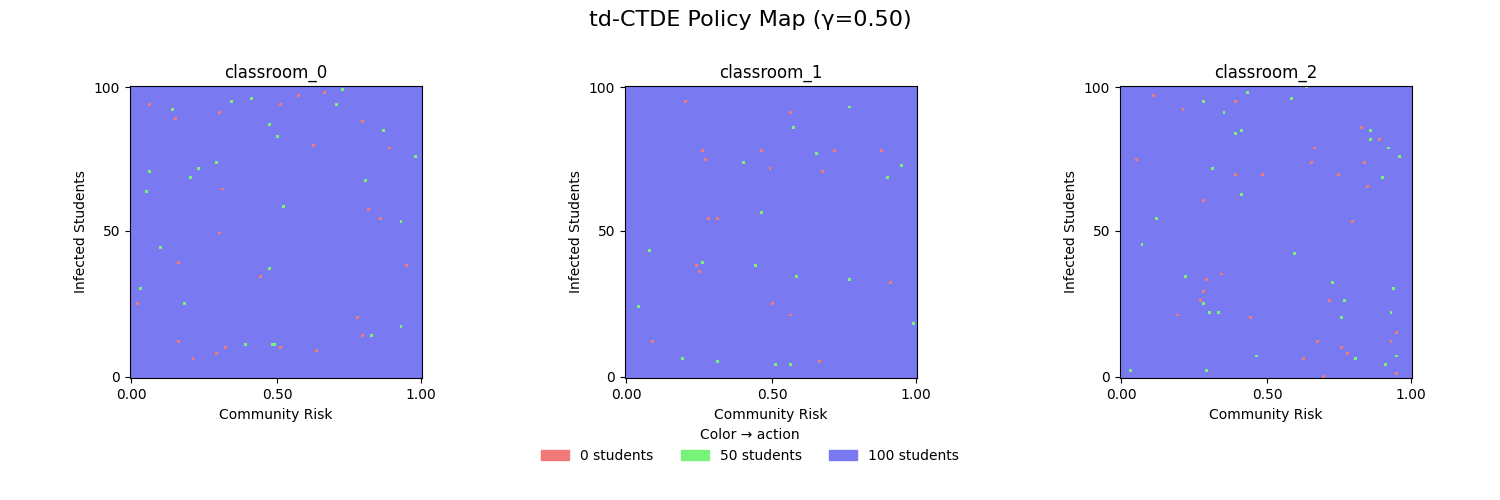 td-CTDE Policy Map (γ=0.50)
classroom_0
100
50
0
0.00 0.50 1.00
Infected Students
Community Risk
classroom_1
100
50
0
0.00 0.50 1.00
Infected Students
Community Risk
classroom_2
100
50
0
0.00 0.50 1.00
Infected Students
Community Risk
Color → action
0 students 50 students 100 students